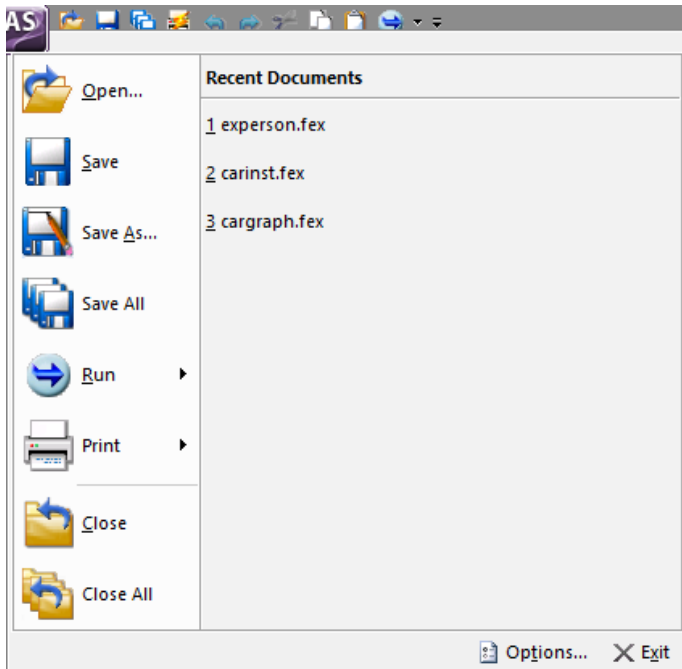 AS
Open...
Save
Save As...
Save All
Run
Print
Close
Close All
Recent Documents
1 experson.fex
2 carinst.fex
3 cargraph.fex
Options...
Exit